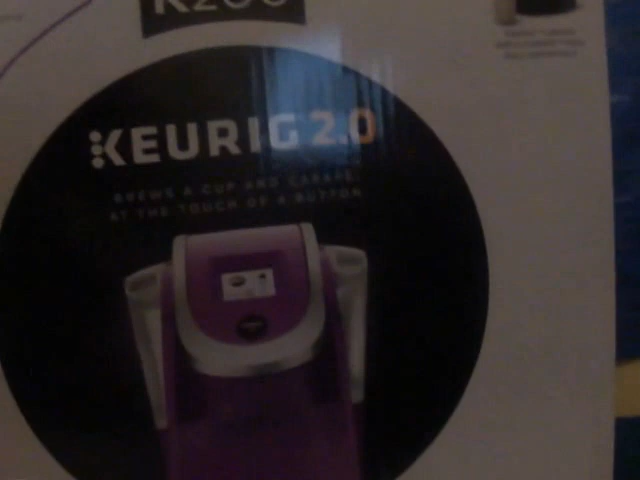 K200
KEURIG 2.0
BREWS A CUP AND CARAFE
AT THE TOUCH OF A BUTTON